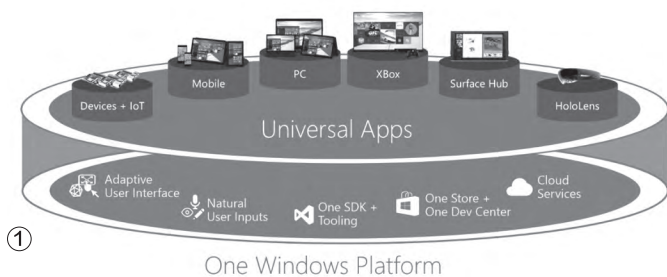 Devices + IoT
Mobile
PC
XBox
Surface Hub
HoloLens
Universal Apps
Adaptive
User Interface
Natural
User Inputs
One SDK +
Tooling
One Store +
One Dev Center
Cloud
Services
①
One Windows Platform